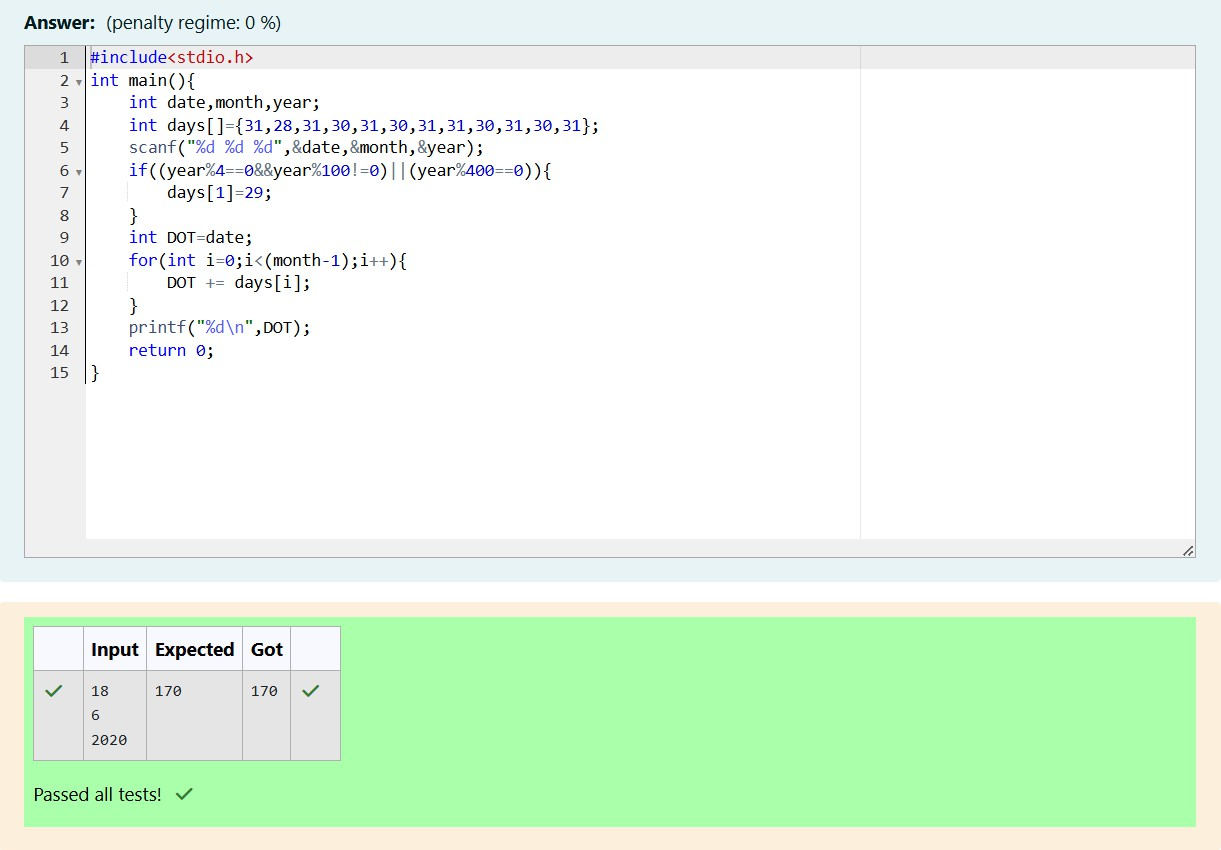 Answer: (penalty regime: 0 %)
1 #include<stdio.h>
2 int main(){
3     int date,month,year;
4     int days[]={31,28,31,30,31,30,31,31,30,31,30,31};
5     scanf("%d %d %d",&date,&month,&year);
6     if((year%4==0&&year%100!=0)||(year%400==0)){
7         days[1]=29;
8     }
9     int DOT=date;
10     for(int i=0;i<(month-1);i++){
11         DOT += days[i];
12     }
13     printf("%d\n",DOT);
14     return 0;
15 }
Input Expected Got
18 170 170
6
2020
Passed all tests!